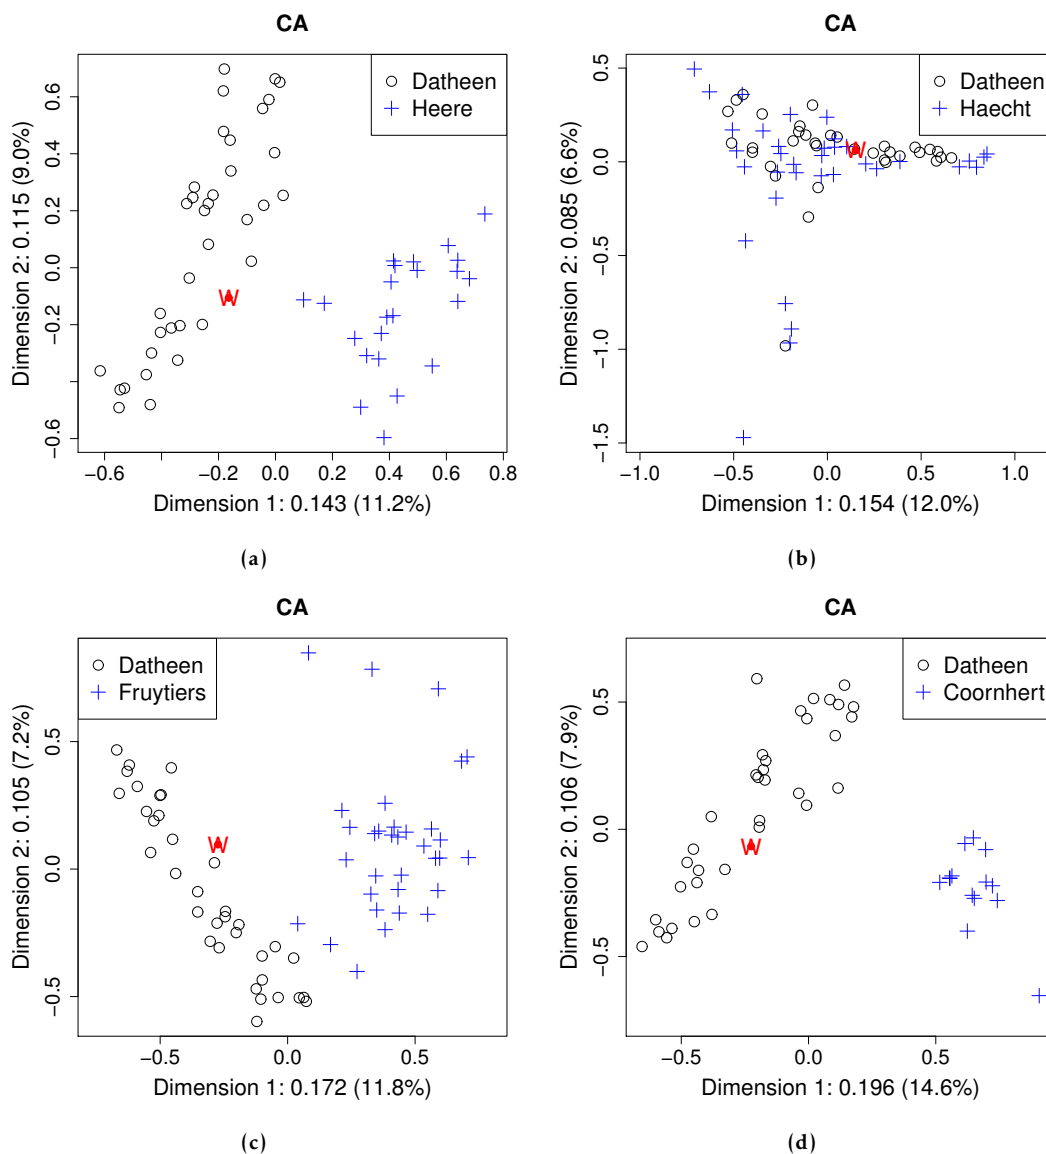 CA
Datheen
Heere
0.6
0.4
0.2
0.0
−0.2
−0.6
Dimension 2: 0.115 (9.0%)
W
−0.6
−0.2
0.0
0.2
0.4
0.6
0.8
Dimension 1: 0.143 (11.2%)
(a)
CA
Datheen
Haecht
0.5
0.0
−0.5
−1.0
−1.5
Dimension 2: 0.085 (6.6%)
W
−1.0
−0.5
0.0
0.5
1.0
Dimension 1: 0.154 (12.0%)
(b)
CA
Datheen
Fruytiers
0.5
0.0
−0.5
Dimension 2: 0.105 (7.2%)
W
−0.5
0.0
0.5
Dimension 1: 0.172 (11.8%)
(c)
CA
Datheen
Coornhert
0.5
0.0
−0.5
Dimension 2: 0.106 (7.9%)
W
−0.5
0.0
0.5
Dimension 1: 0.196 (14.6%)
(d)